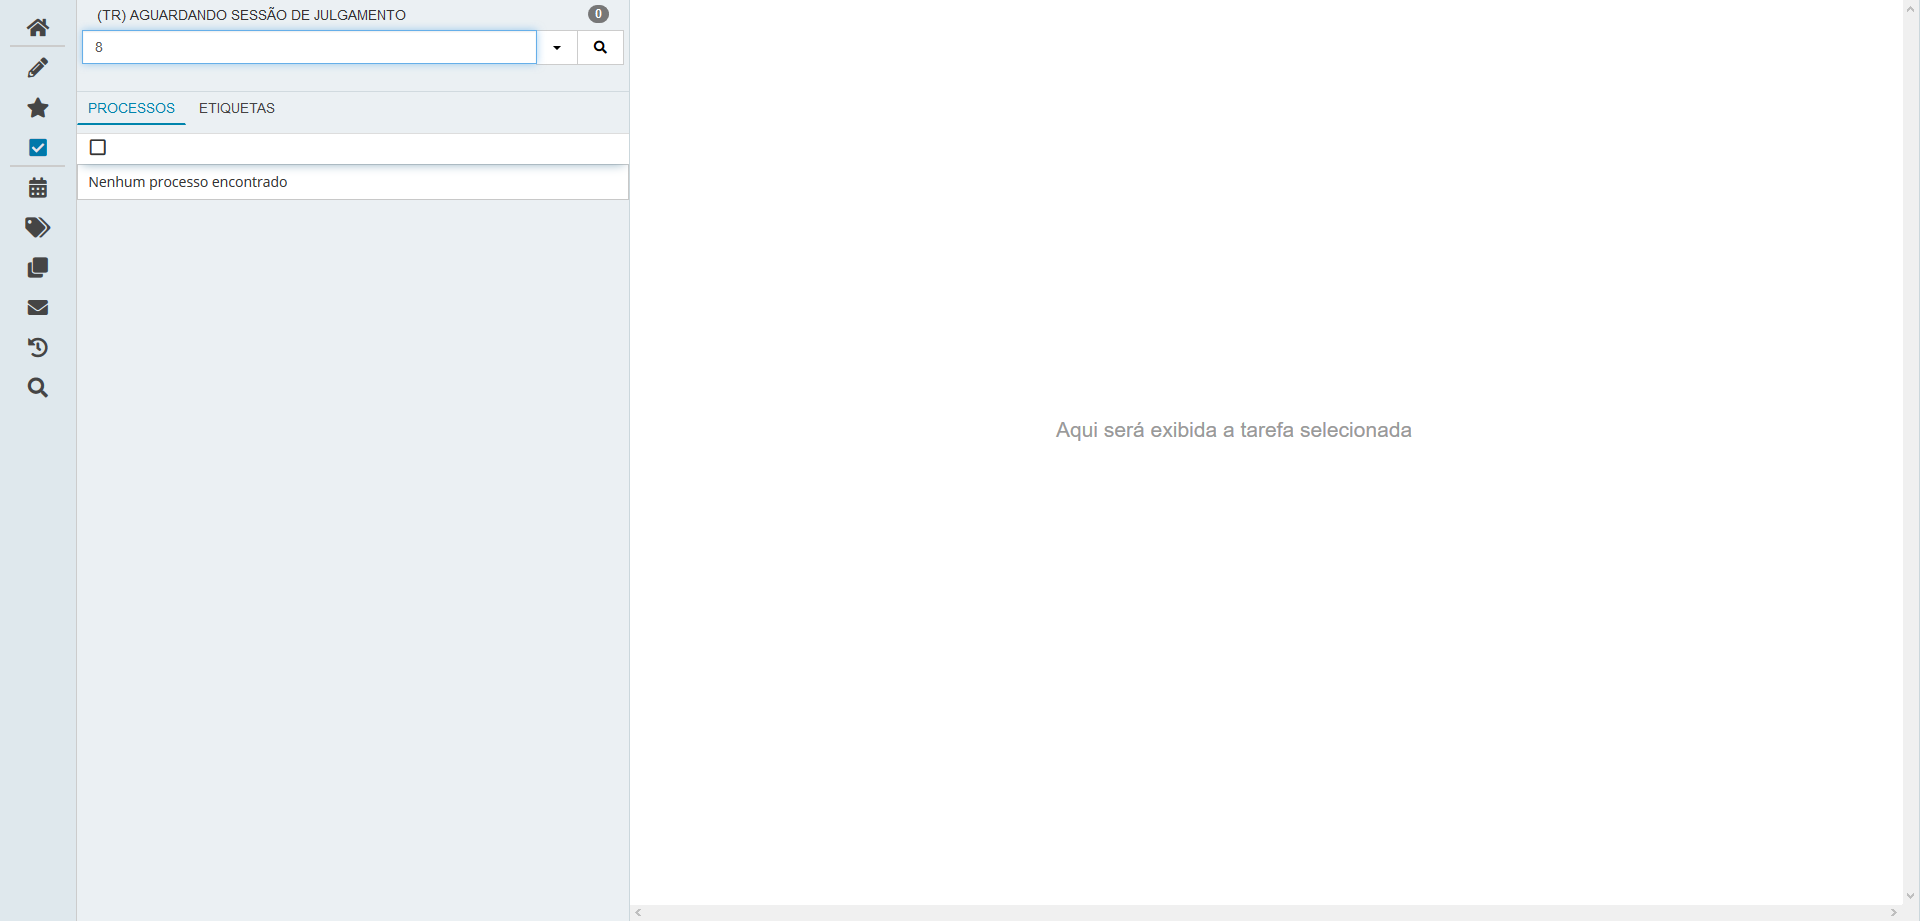 (TR) AGUARDANDO SESSÃO DE JULGAMENTO
0
8
PROCESSOS
ETIQUETAS
Nenhum processo encontrado
Aqui será exibida a tarefa selecionada